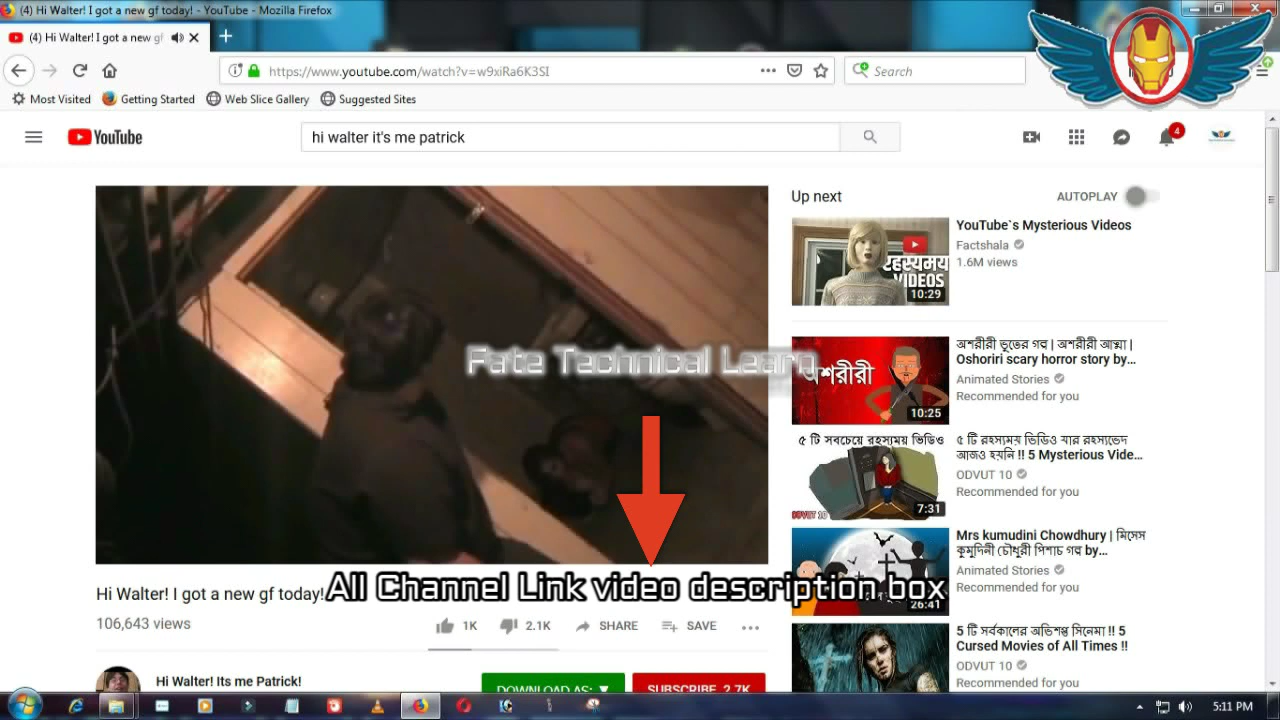 (4) Hi Walter! I got a new gf today! - YouTube - Mozilla Firefox
(4) Hi Walter! I got a new gf
https://www.youtube.com/watch?v=w9xiRa6K3SI
Search
Most Visited
Getting Started
Web Slice Gallery
Suggested Sites
YouTube
hi walter it's me patrick
4
Up next
AUTOPLAY
रहस्यमय
VIDEOS
10:29
YouTube`s Mysterious Videos
Factshala
1.6M views
Fate Technical Learn
অশরীরী
10:25
অশরীরী ভূতের গল্প | অশরীরী আত্মা |
Oshoriri scary horror story by...
Animated Stories
Recommended for you
৫ টি সবচেয়ে রহস্যময় ভিডিও
ODVUT 10
7:31
৫ টি রহস্যময় ভিডিও যার রহস্যভেদ
আজও হয়নি !! 5 Mysterious Vide...
ODVUT 10
Recommended for you
26:41
Mrs kumudini Chowdhury | মিসেস
কুমুদিনী চৌধুরী পিশাচ গল্প by...
Animated Stories
Recommended for you
All Channel Link video description box
Hi Walter! I got a new gf today!
106,643 views
1K
2.1K
SHARE
SAVE
5 টি সর্বকালের অভিশপ্ত সিনেমা !! 5
Cursed Movies of All Times !!
ODVUT 10
Recommended for you
Hi Walter! Its me Patrick!
DOWNLOAD AS: ▼
SUBSCRIBE 2.7K
5:11 PM